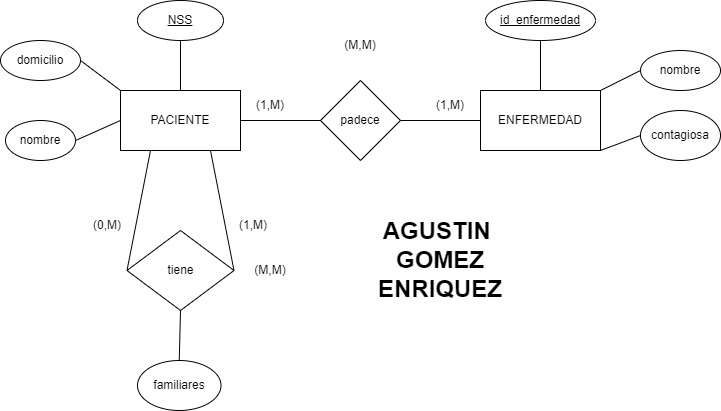 NSS
id_enfermedad
(M,M)
domicilio
nombre
(1,M)
(1,M)
PACIENTE
padece
ENFERMEDAD
nombre
contagiosa
(0,M)
(1,M)
tiene
(M,M)
familiares
AGUSTIN
GOMEZ
ENRIQUEZ